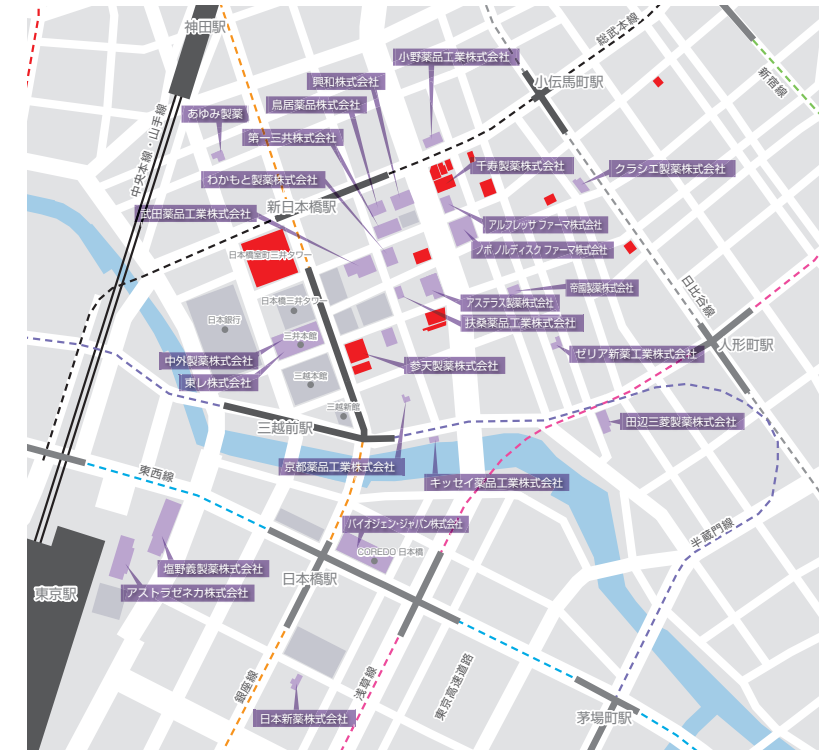 神田駅
総武本線
小野薬品工業株式会社
小伝馬町駅
新宿線
興和株式会社
鳥居薬品株式会社
あゆみ製薬
中央本線・山手線
第一三共株式会社
千寿製薬株式会社
クラシエ製薬株式会社
わかもと製薬株式会社
新日本橋駅
武田薬品工業株式会社
アルフレッサ ファーマ株式会社
ノボ ノルディスク ファーマ株式会社
日本橋室町三井タワー
帝國製薬株式会社
日比谷線
日本橋三井タワー
アステラス製薬株式会社
日本銀行
扶桑薬品工業株式会社
三井本館
人形町駅
ゼリア新薬工業株式会社
中外製薬株式会社
参天製薬株式会社
東レ株式会社
三越本館
三越新館
田辺三菱製薬株式会社
三越前駅
京都薬品工業株式会社
東西線
キッセイ薬品工業株式会社
バイオジェン・ジャパン株式会社
半蔵門線
COREDO 日本橋
塩野義製薬株式会社
日本橋駅
東京駅
アストラゼネカ株式会社
銀座線
浅草線
東京高速道路
日本新薬株式会社
茅場町駅